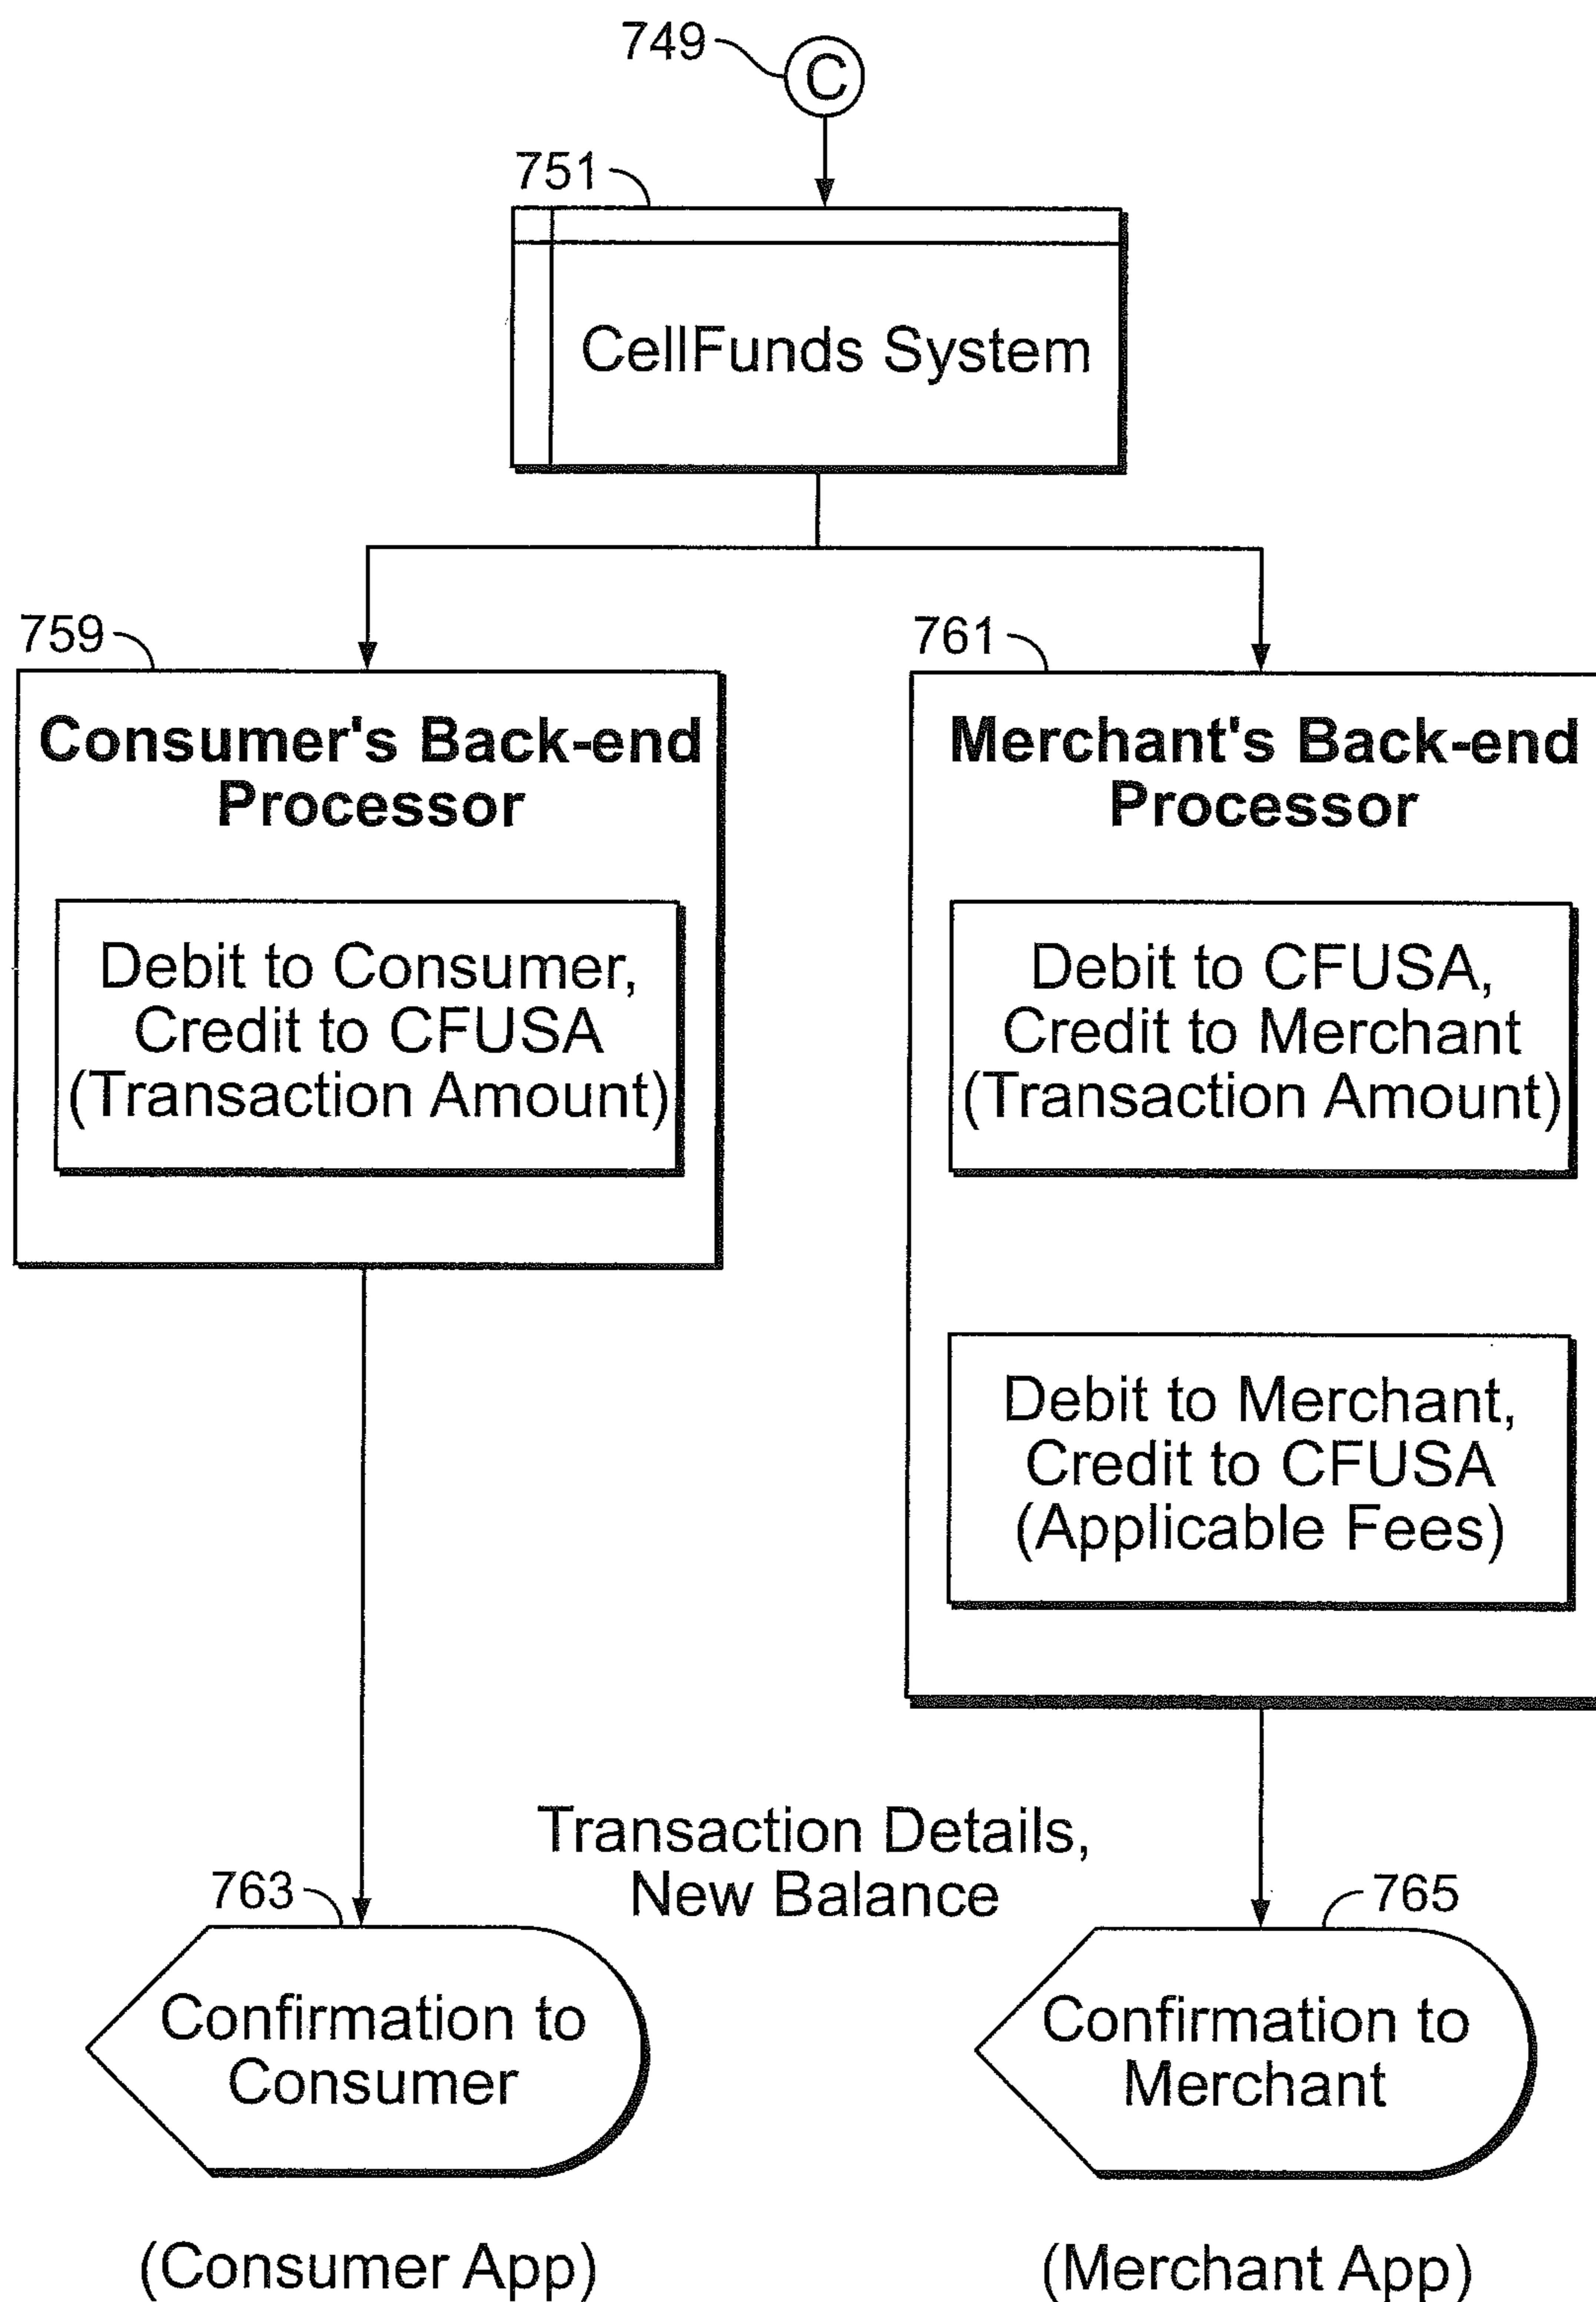 749
C
751
CellFunds System
759
Consumer's Back-end
Processor
Debit to Consumer,
Credit to CFUSA
(Transaction Amount)
761
Merchant's Back-end
Processor
Debit to CFUSA,
Credit to Merchant
(Transaction Amount)
Debit to Merchant,
Credit to CFUSA
(Applicable Fees)
Transaction Details,
New Balance
763
Confirmation to
Consumer
(Consumer App)
765
Confirmation to
Merchant
(Merchant App)